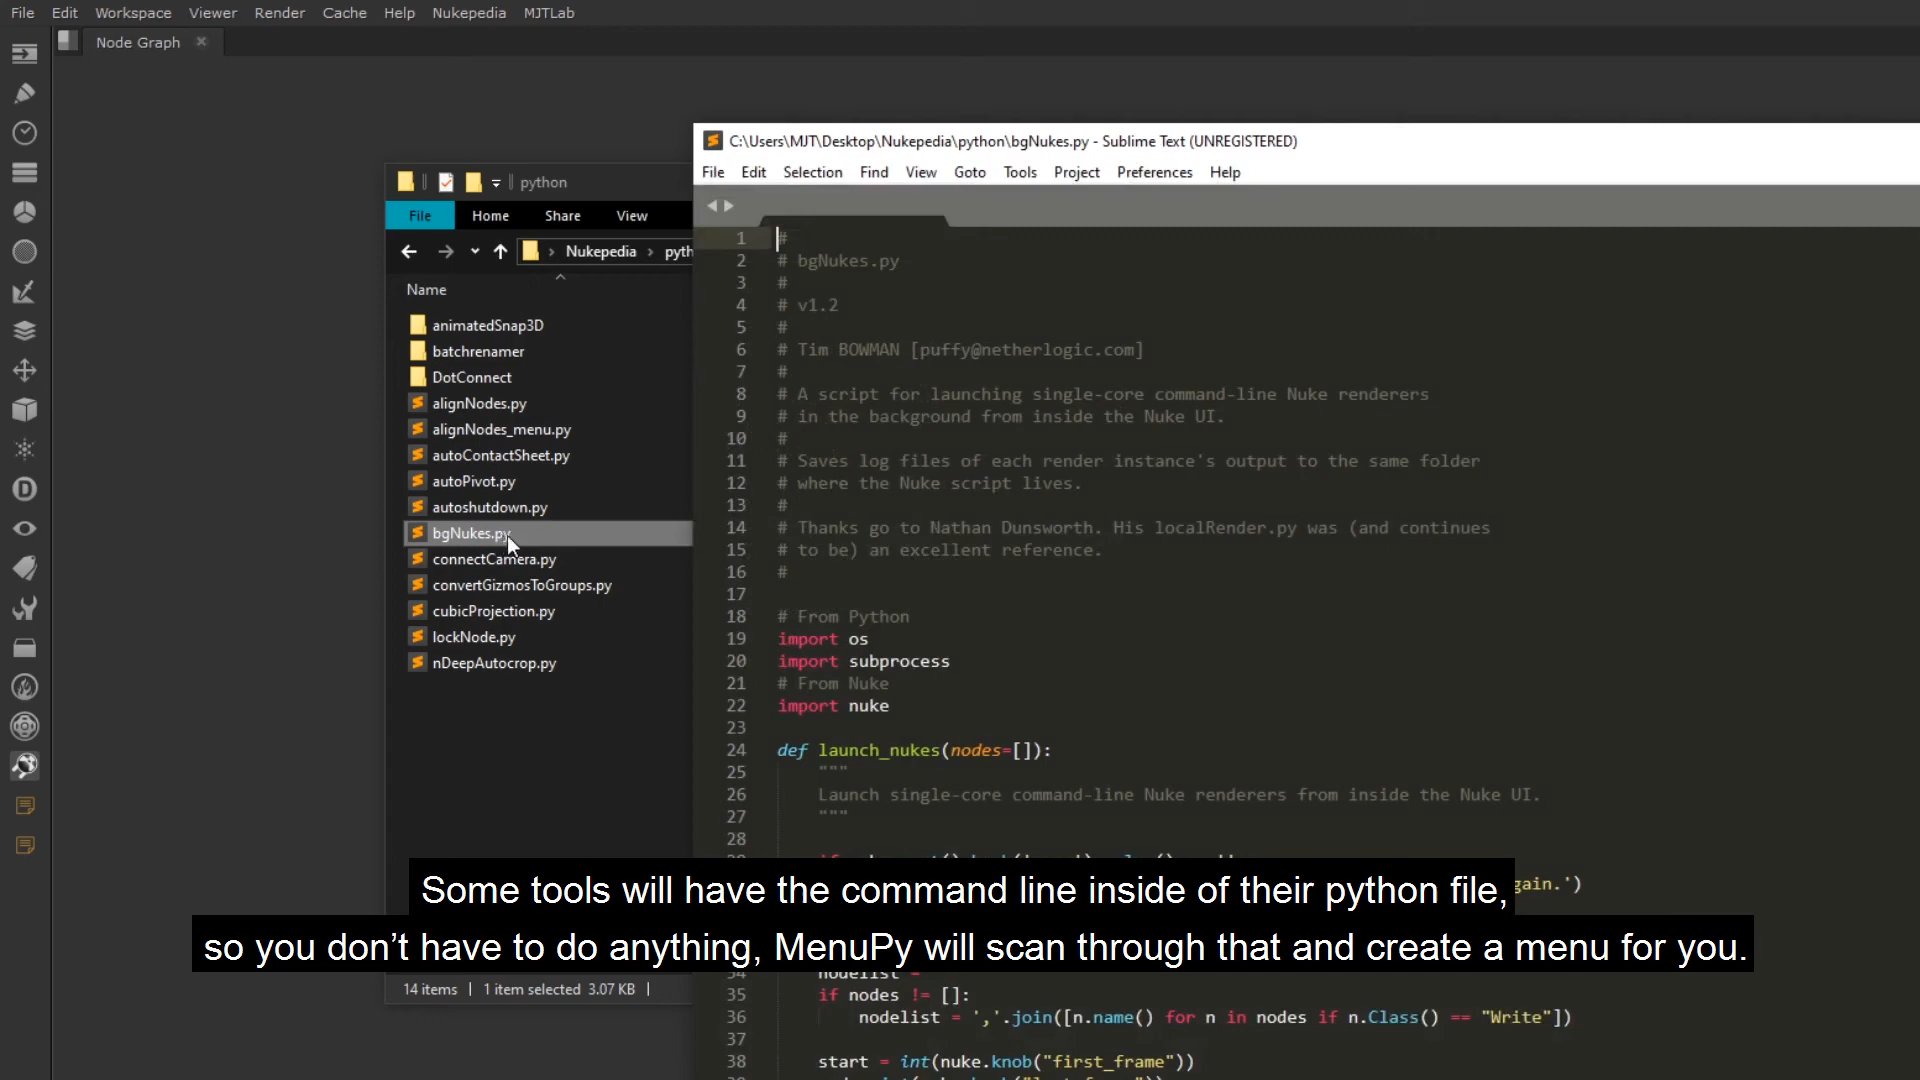 File Edit Workspace Viewer Render Cache Help Nukepedia MJTLab
Node Graph
python
File Home Share View
Nukepedia > pyth
Name
animatedSnap3D
batchrenamer
DotConnect
alignNodes.py
alignNodes_menu.py
autoContactSheet.py
autoPivot.py
autoshutdown.py
bgNukes.py
connectCamera.py
convertGizmosToGroups.py
cubicProjection.py
lockNode.py
nDeepAutocrop.py
14 items | 1 item selected 3.07 KB |
C:\Users\MJT\Desktop\Nukepedia\python\bgNukes.py - Sublime Text (UNREGISTERED)
File Edit Selection Find View Goto Tools Project Preferences Help
1 #
2 # bgNukes.py
3 #
4 # v1.2
5 #
6 # Tim BOWMAN [puffy@netherlogic.com]
7 #
8 # A script for launching single-core command-line Nuke renderers
9 # in the background from inside the Nuke UI.
10 #
11 # Saves log files of each render instance's output to the same folder
12 # where the Nuke script lives.
13 #
14 # Thanks go to Nathan Dunsworth. His localRender.py was (and continues
15 # to be) an excellent reference.
16 #
17
18 # From Python
19 import os
20 import subprocess
21 # From Nuke
22 import nuke
23
24 def launch_nukes(nodes=[]):
25 """
26 Launch single-core command-line Nuke renderers from inside the Nuke UI.
27 """
28
gain.')
Some tools will have the command line inside of their python file,
so you don't have to do anything, MenuPy will scan through that and create a menu for you.
34 nodelist =
35 if nodes != []:
36 nodelist = ','.join([n.name() for n in nodes if n.Class() == "Write"])
37
38 start = int(nuke.knob("first_frame"))